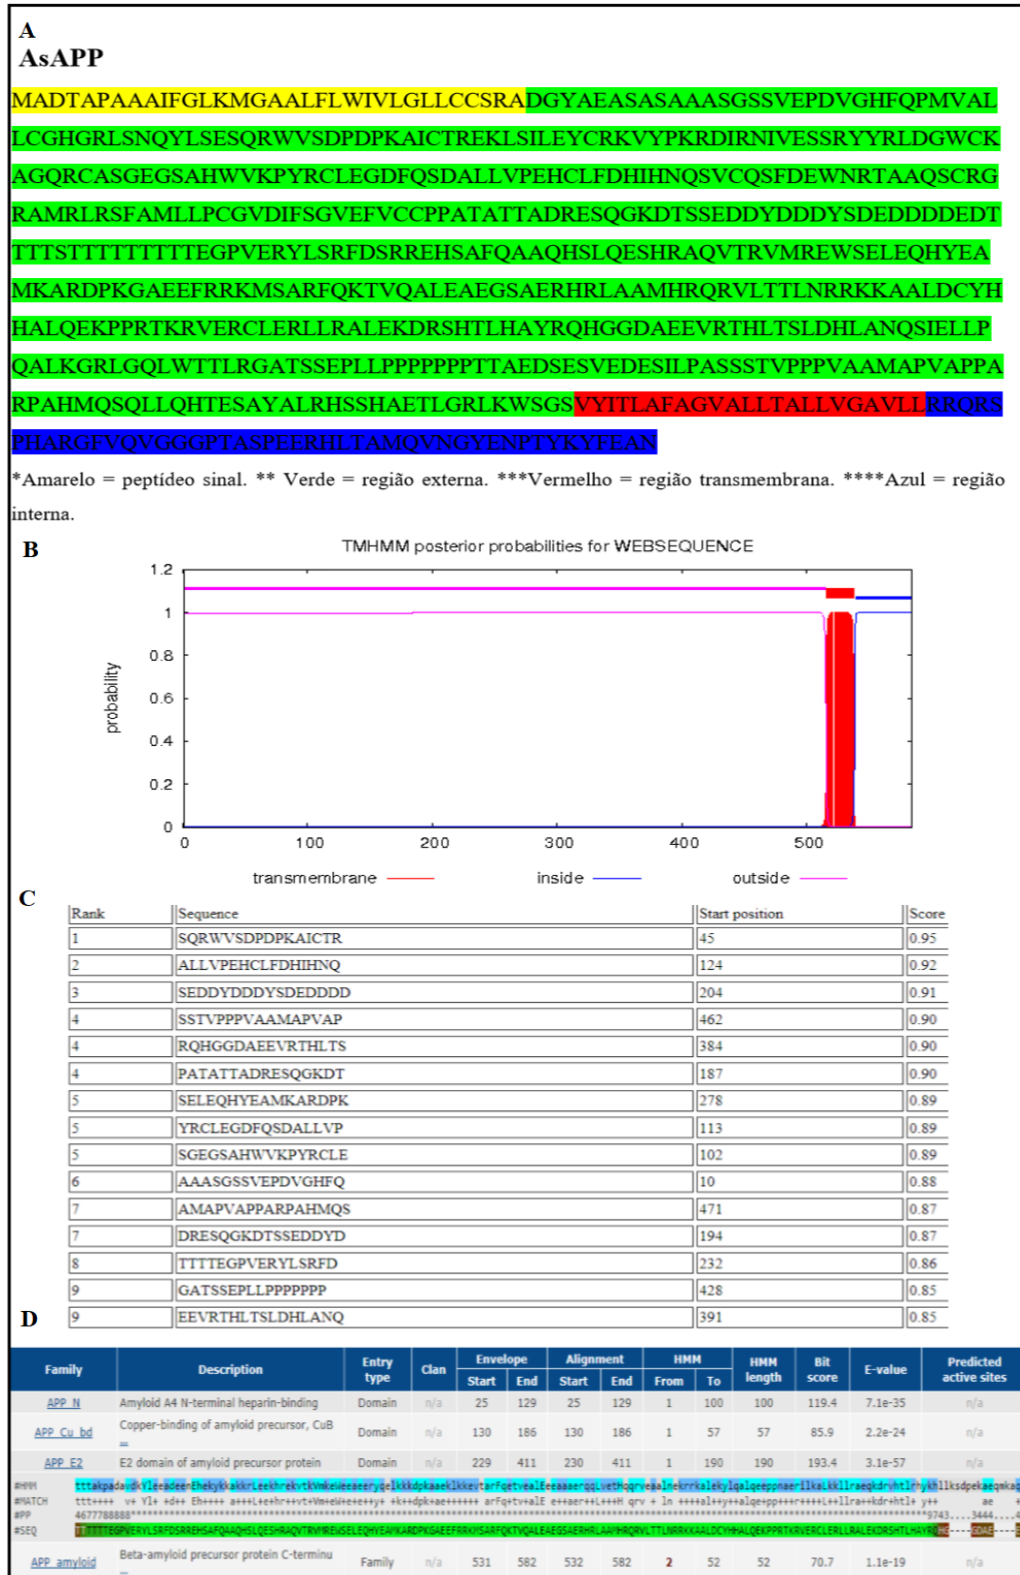 A
AsAPP
MADTAPAAAIFGLKMGAALFLWIVLGLLCCSRADGYAEASASAAASGSSVEPDVGHFQPMVAL
LCGHGRLSNQYLSESQRWVSDPDPKAICTREKLSILEYCRKVYPKRDIRNIVESSRYYRLDGWCK
AGQRCASGEGSAHWVKPYRCLEGDFQSDALLVPEHCLFDHIHNQSVCQSFDEWNRTAAQSCRG
RAMRLRSFAMLLPCGVDIFSGVEFVCCPPATATTADRESQGKDTSSEDDYDDDYSDEDDDDEDT
TTTSTTTTTTTTTEGPVERYLSRFDSRREHSAFQAAQHSLQESHRAQVTRVMREWSELEQHYEA
MKARDPKGAEEFRRKMSARFQKTVQALEAEGSAERHRLAAMHRQRVLTTLNRRKKAALDCYH
HALQEKPPRTKRVERCLERLLRALEKDRSHTLHAYRQHGGDAEEVRTHLTSLDHLANQSIELLP
QALKGRLGQLWTTLRGATSSEPLLPPPPPPPTTAEDSESVEDESILPASSSTVPPPVAAMAPVAPPA
RPAHMQSQLLQHTESAYALRHSSHAETLGRLKWSGSVYITLAFAGVALLTALLVGAVLLRRQRS
PHARGFVQVGGGPTASPEERHLTAMQVNGYENPTYKYFEAN
*Amarelo = peptídeo sinal. ** Verde = região externa. ***Vermelho = região transmembrana. ****Azul = região
interna.
B
TMHMM posterior probabilities for WEBSEQUENCE
1.2
1
0.8
0.6
0.4
0.2
0
probability
0 100 200 300 400 500
transmembrane inside outside
C
Rank Sequence Start position Score
1 SQRWVSDPDPKAICTR 45 0.95
2 ALLVPEHCLFDHIHNQ 124 0.92
3 SEDDYDDDYSDEDDDD 204 0.91
4 SSTVPPPVAAMAPVAP 462 0.90
4 RQHGGDAEEVRTHLTS 384 0.90
4 PATATTADRESQGKDT 187 0.90
5 SELEQHYEAMKARDPK 278 0.89
5 YRCLEGDFQSDALLVP 113 0.89
5 SGEGSAHWVKPYRCLE 102 0.89
6 AAASGSSVEPDVGHFQ 10 0.88
7 AMAPVAPPARPAHMQS 471 0.87
7 DRESQGKDTSSEDDYD 194 0.87
8 TTTTEGPVERYLSRFD 232 0.86
9 GATSSEPLLPPPPPPP 428 0.85
9 EEVRTHLTSLDHLANQ 391 0.85
D
Family Description Entry type Clan Envelope Start End Alignment Start End HMM From To HMM length Bit score E-value Predicted active sites
APP_N Amyloid A4 N-terminal heparin-binding Domain n/a 25 129 25 129 1 100 100 119.4 7.1e-35 n/a
APP_Cu_bd Copper-binding of amyloid precursor, CuB ... Domain n/a 130 186 130 186 1 57 57 85.9 2.2e-24 n/a
APP_E2 E2 domain of amyloid precursor protein Domain n/a 229 411 230 411 1 190 190 193.4 3.1e-57 n/a
#HMM
#MATCH
#PP
#SEQ
APP_amyloid Beta-amyloid precursor protein C-terminu ... Family n/a 531 582 532 582 2 52 52 70.7 1.1e-19 n/a